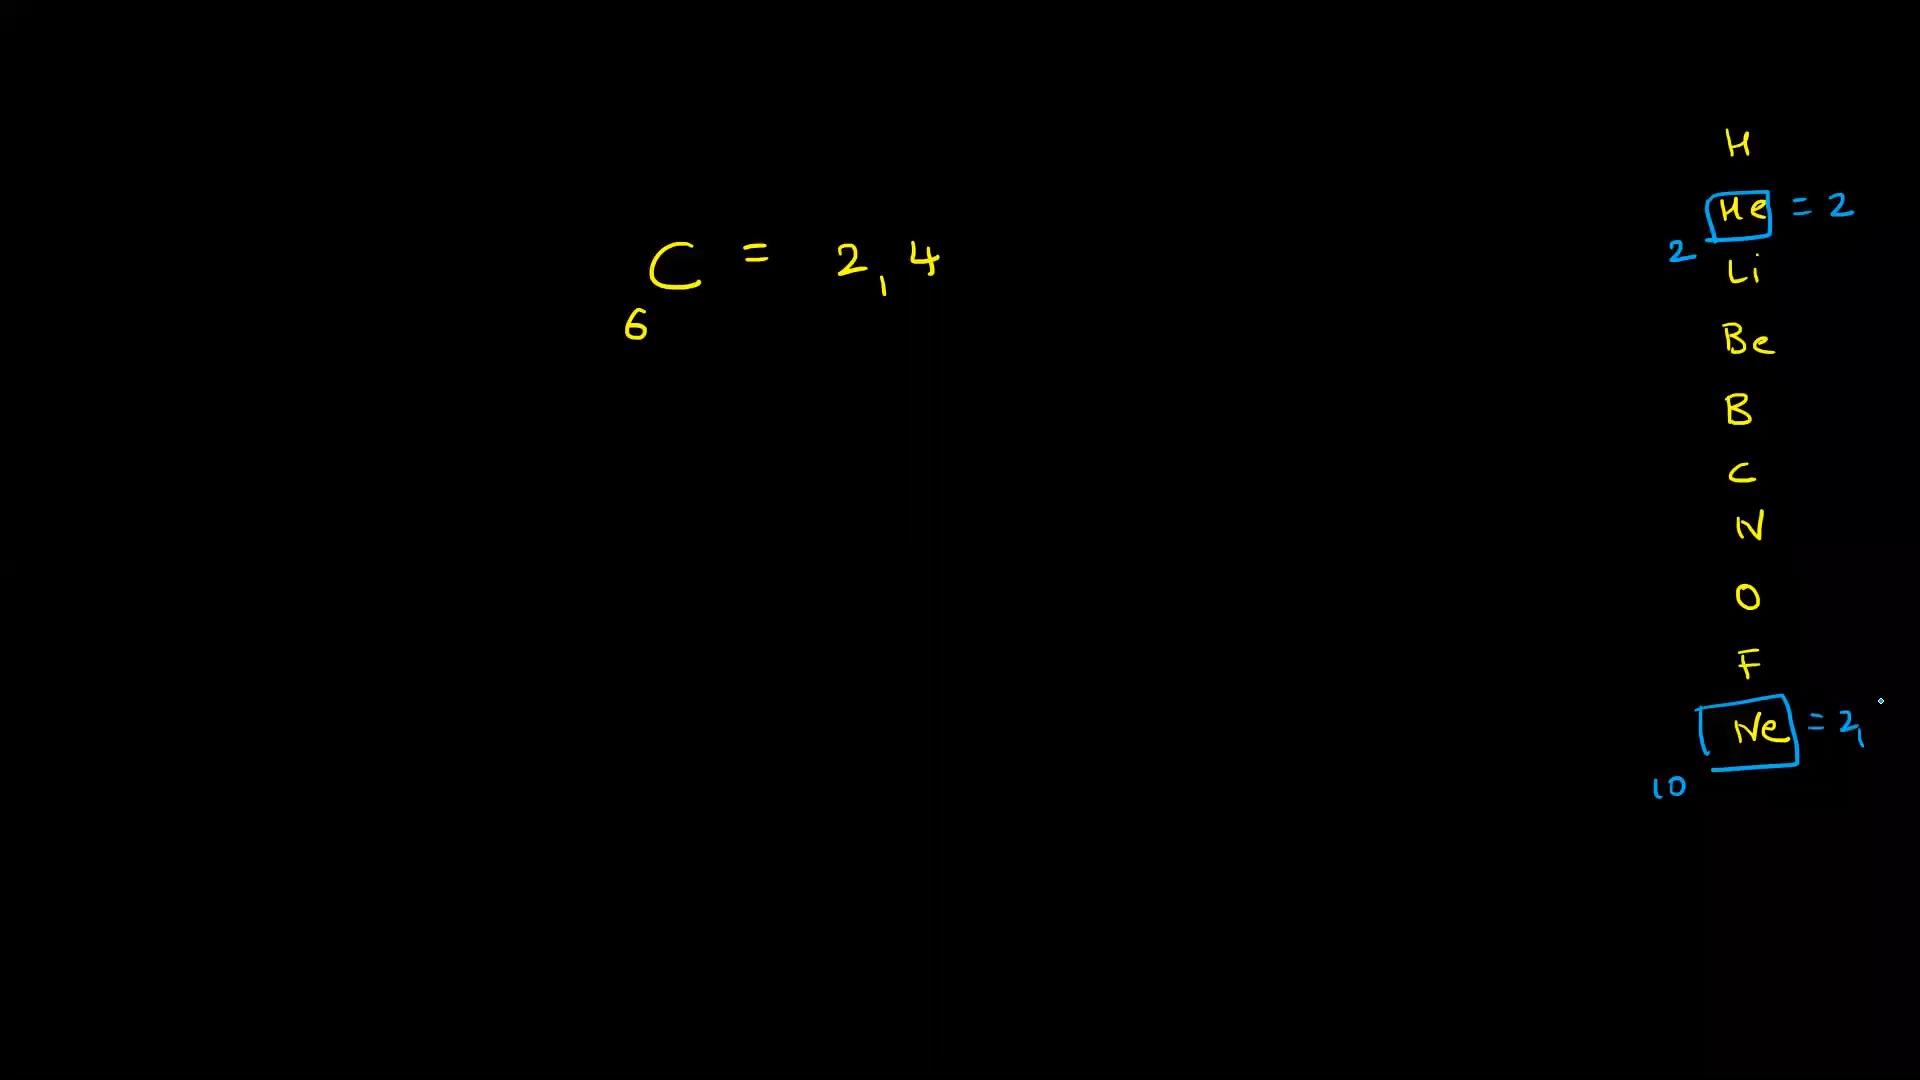 C = 2, 4
6
H
He = 2
2
Li
Be
B
C
N
O
F
Ne = 2,
10